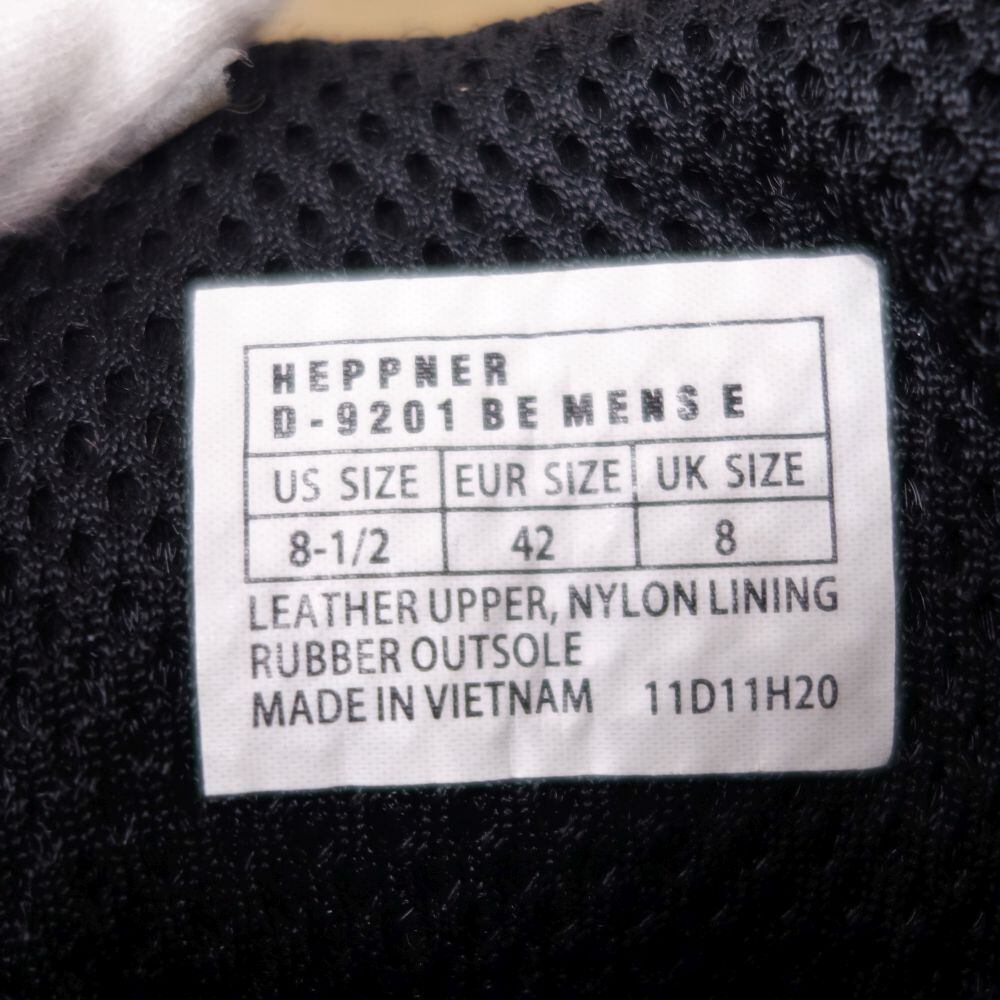 HEPPNER
D-9201 BE MENS E
US SIZE EUR SIZE UK SIZE
8-1/2 42 8
LEATHER UPPER, NYLON LINING
RUBBER OUTSOLE
MADE IN VIETNAM 11D11H20